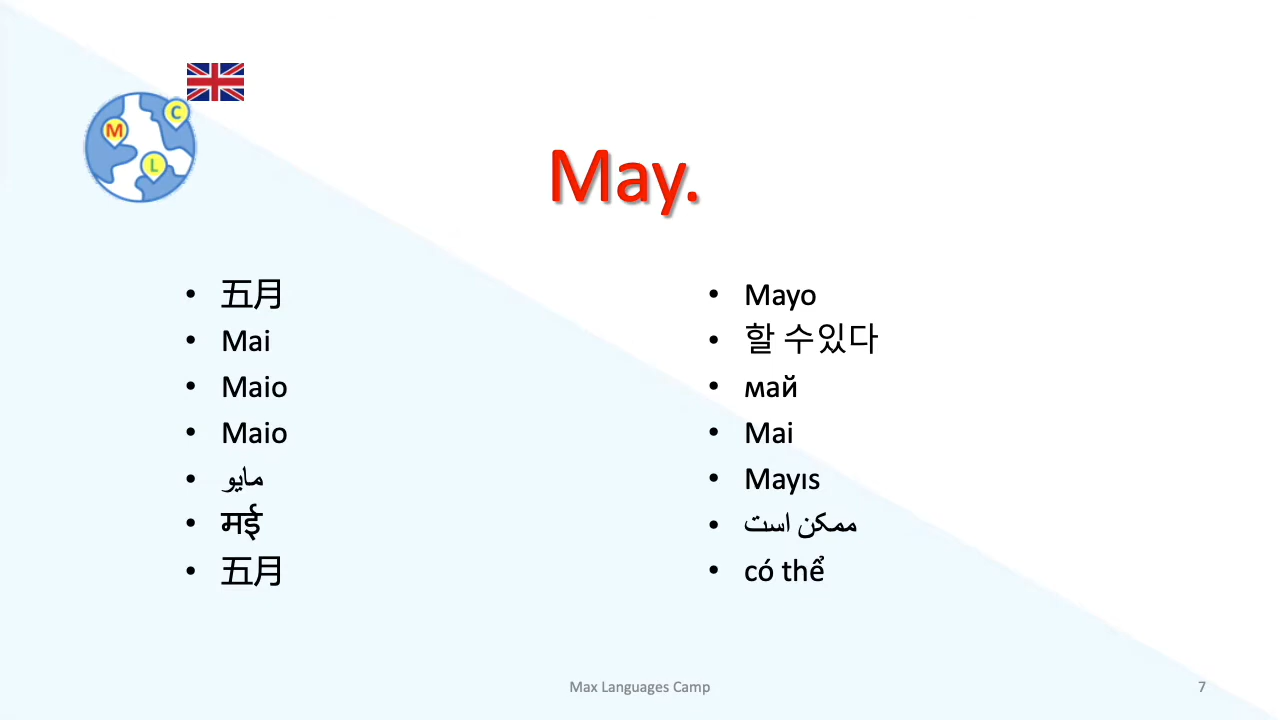 M
C
L
May.
五月
Mai
Maio
Maio
مايو
मई
五月
Mayo
할 수있다
май
Mai
Mayıs
ممکن است
có thể
Max Languages Camp
7